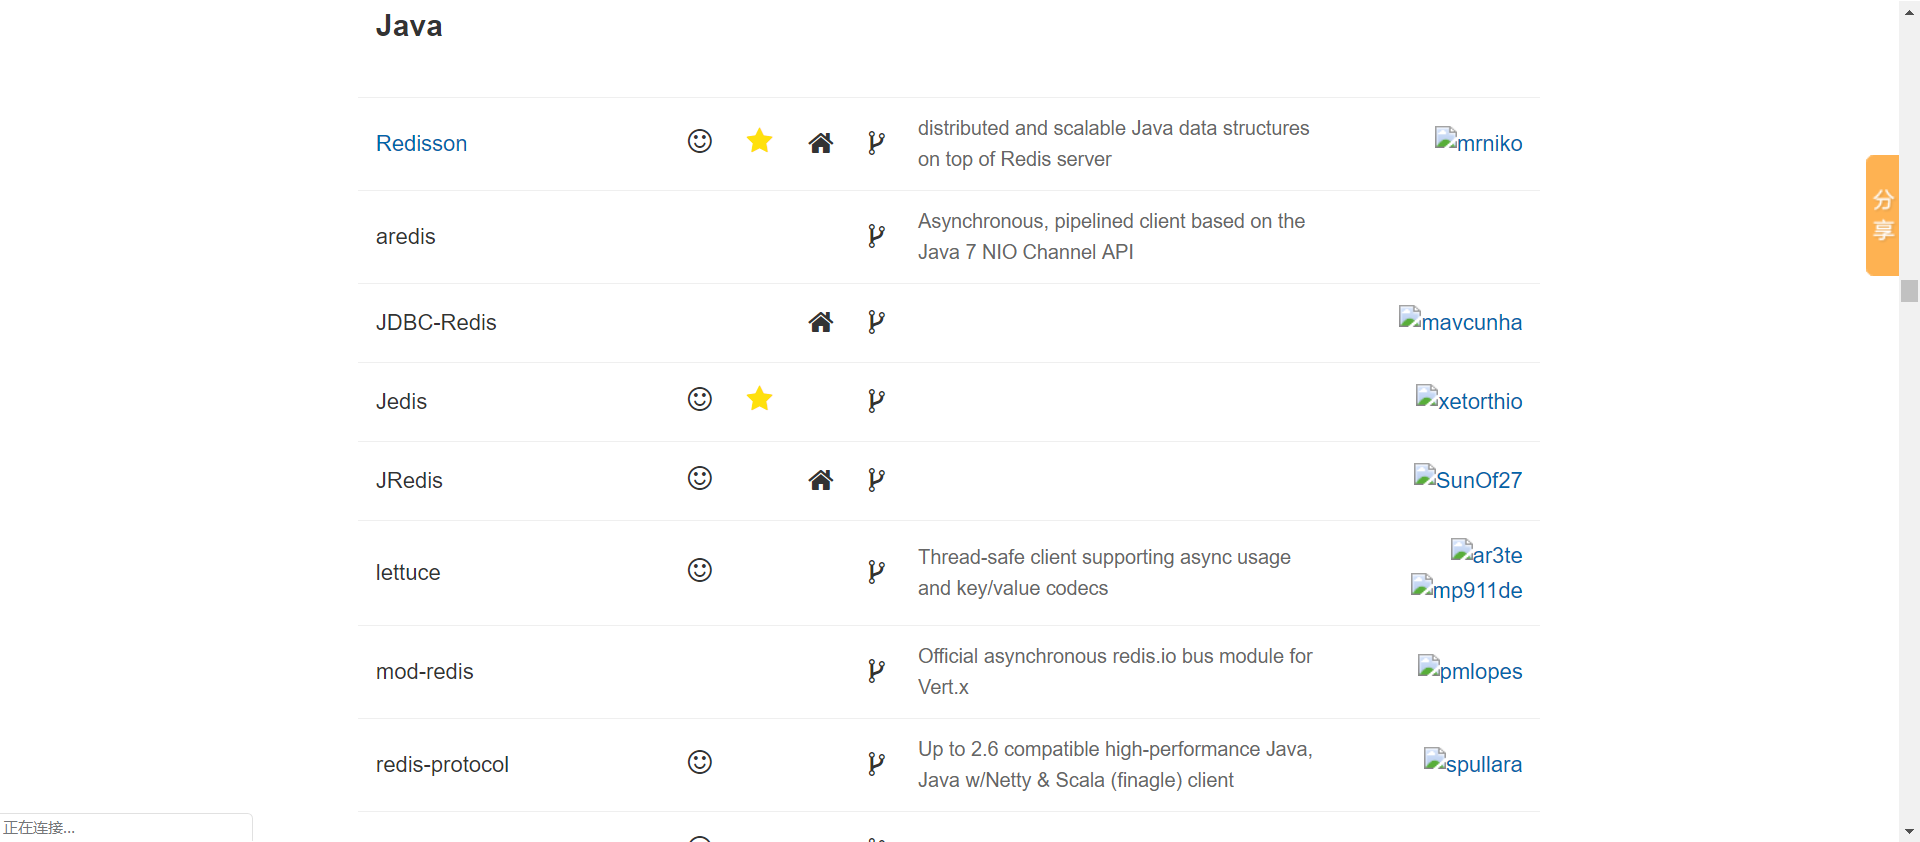 Java
Redisson
distributed and scalable Java data structures
on top of Redis server
mrniko
aredis
Asynchronous, pipelined client based on the
Java 7 NIO Channel API
JDBC-Redis
mavcunha
Jedis
xetorthio
JRedis
SunOf27
lettuce
Thread-safe client supporting async usage
and key/value codecs
ar3te
mp911de
mod-redis
Official asynchronous redis.io bus module for
Vert.x
pmlopes
redis-protocol
Up to 2.6 compatible high-performance Java,
Java w/Netty & Scala (finagle) client
spullara
分
享
正在连接...